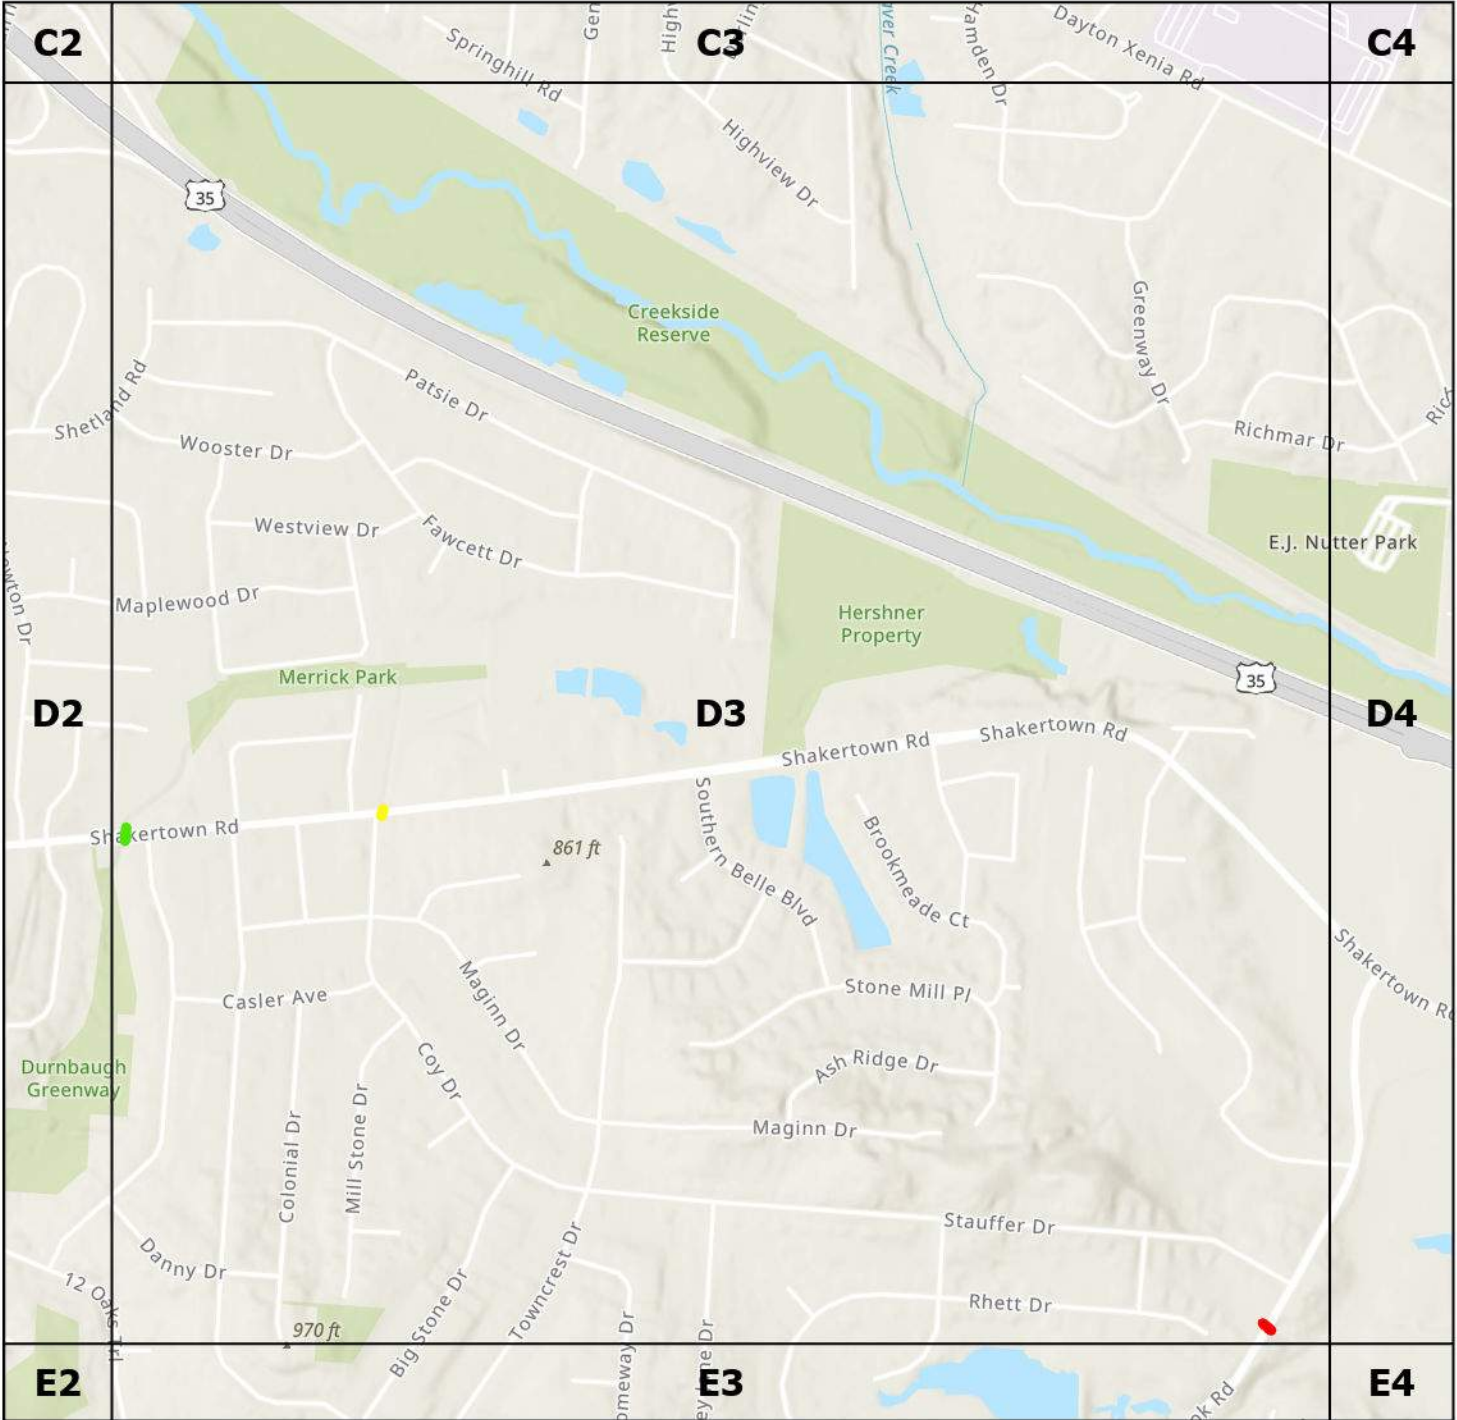 C2
C3
C4
Springhill Rd
Dayton Xenia Rd
Highview Dr
35
Creekside
Reserve
Greenway Dr
Patsie Dr
Shetland Rd
Wooster Dr
Richmar Dr
Westview Dr
Fawcett Dr
E.J. Nutter Park
Maplewood Dr
Hershner
Property
Merrick Park
35
D2
D3
D4
Shakertown Rd
Shakertown Rd
Shakertown Rd
Southern Belle Blvd
861 ft
Brookmeade Ct
Shakertown Rd
Casler Ave
Maginn Dr
Stone Mill Pl
Durnbaugh
Greenway
Coy Dr
Ash Ridge Dr
Maginn Dr
Colonial Dr
Mill Stone Dr
Stauffer Dr
Danny Dr
12 Oaks Trl
Big Stone Dr
Towncrest Dr
Rhett Dr
970 ft
E2
E3
E4